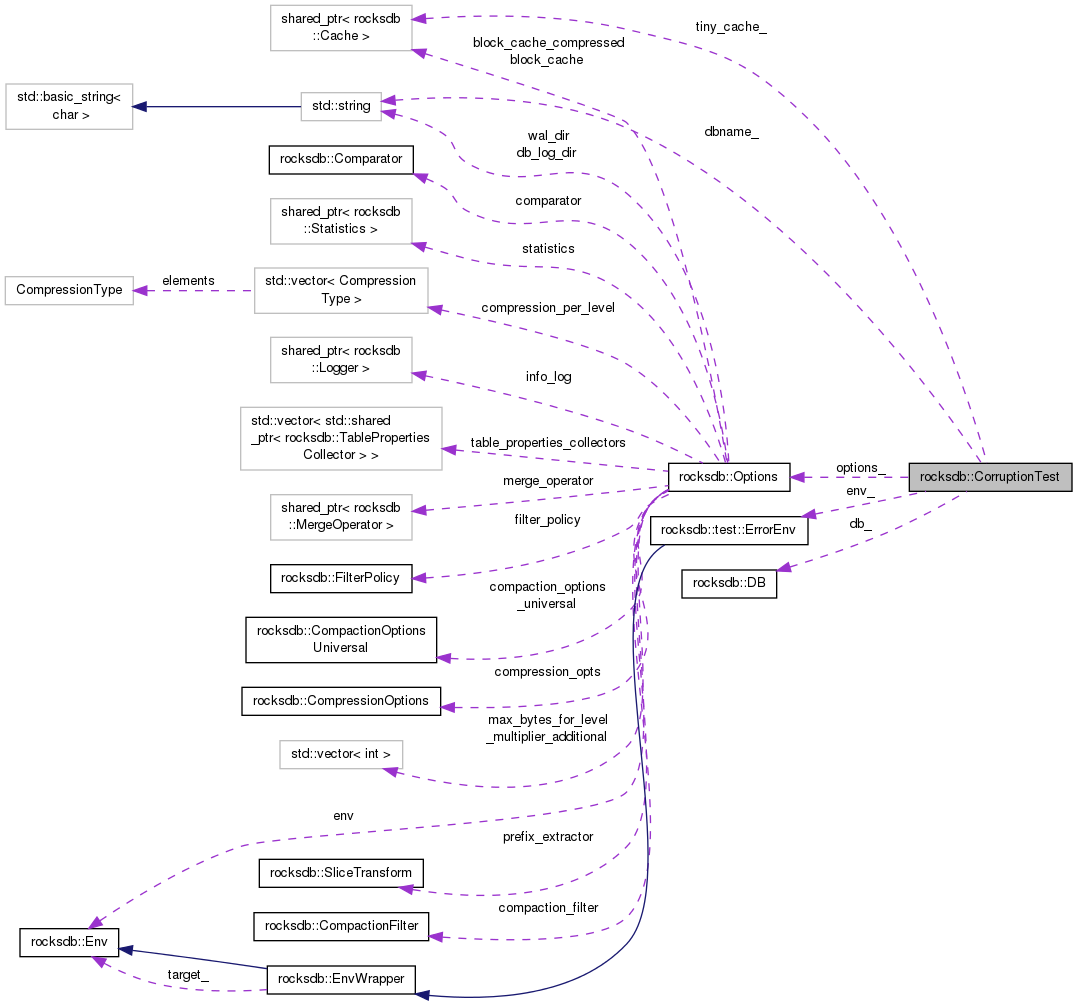 shared_ptr< rocksdb
::Cache >
tiny_cache_
block_cache_compressed
block_cache
std::basic_string<
char >
std::string
dbname_
wal_dir
db_log_dir
rocksdb::Comparator
comparator
shared_ptr< rocksdb
::Statistics >
statistics
CompressionType
elements
std::vector< Compression
Type >
compression_per_level
shared_ptr< rocksdb
::Logger >
info_log
std::vector< std::shared
_ptr< rocksdb::TableProperties
Collector > >
table_properties_collectors
rocksdb::Options
options_
rocksdb::CorruptionTest
merge_operator
shared_ptr< rocksdb
::MergeOperator >
env_
rocksdb::test::ErrorEnv
db_
filter_policy
rocksdb::FilterPolicy
rocksdb::DB
compaction_options
_universal
rocksdb::CompactionOptions
Universal
compression_opts
rocksdb::CompressionOptions
max_bytes_for_level
_multiplier_additional
std::vector< int >
env
prefix_extractor
rocksdb::SliceTransform
compaction_filter
rocksdb::CompactionFilter
rocksdb::Env
target_
rocksdb::EnvWrapper